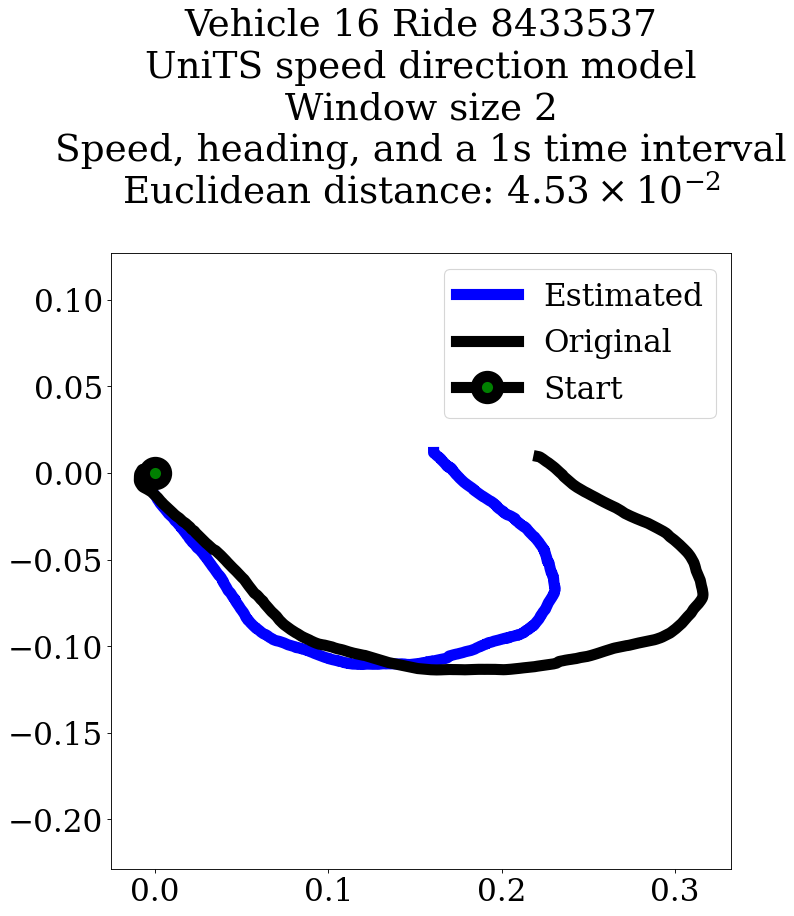 Vehicle 16 Ride 8433537
UniTS speed direction model
Window size 2
Speed, heading, and a 1s time interval
Euclidean distance: 4.53 × 10⁻²
Estimated
Original
Start
0.10
0.05
0.00
−0.05
−0.10
−0.15
−0.20
0.0 0.1 0.2 0.3